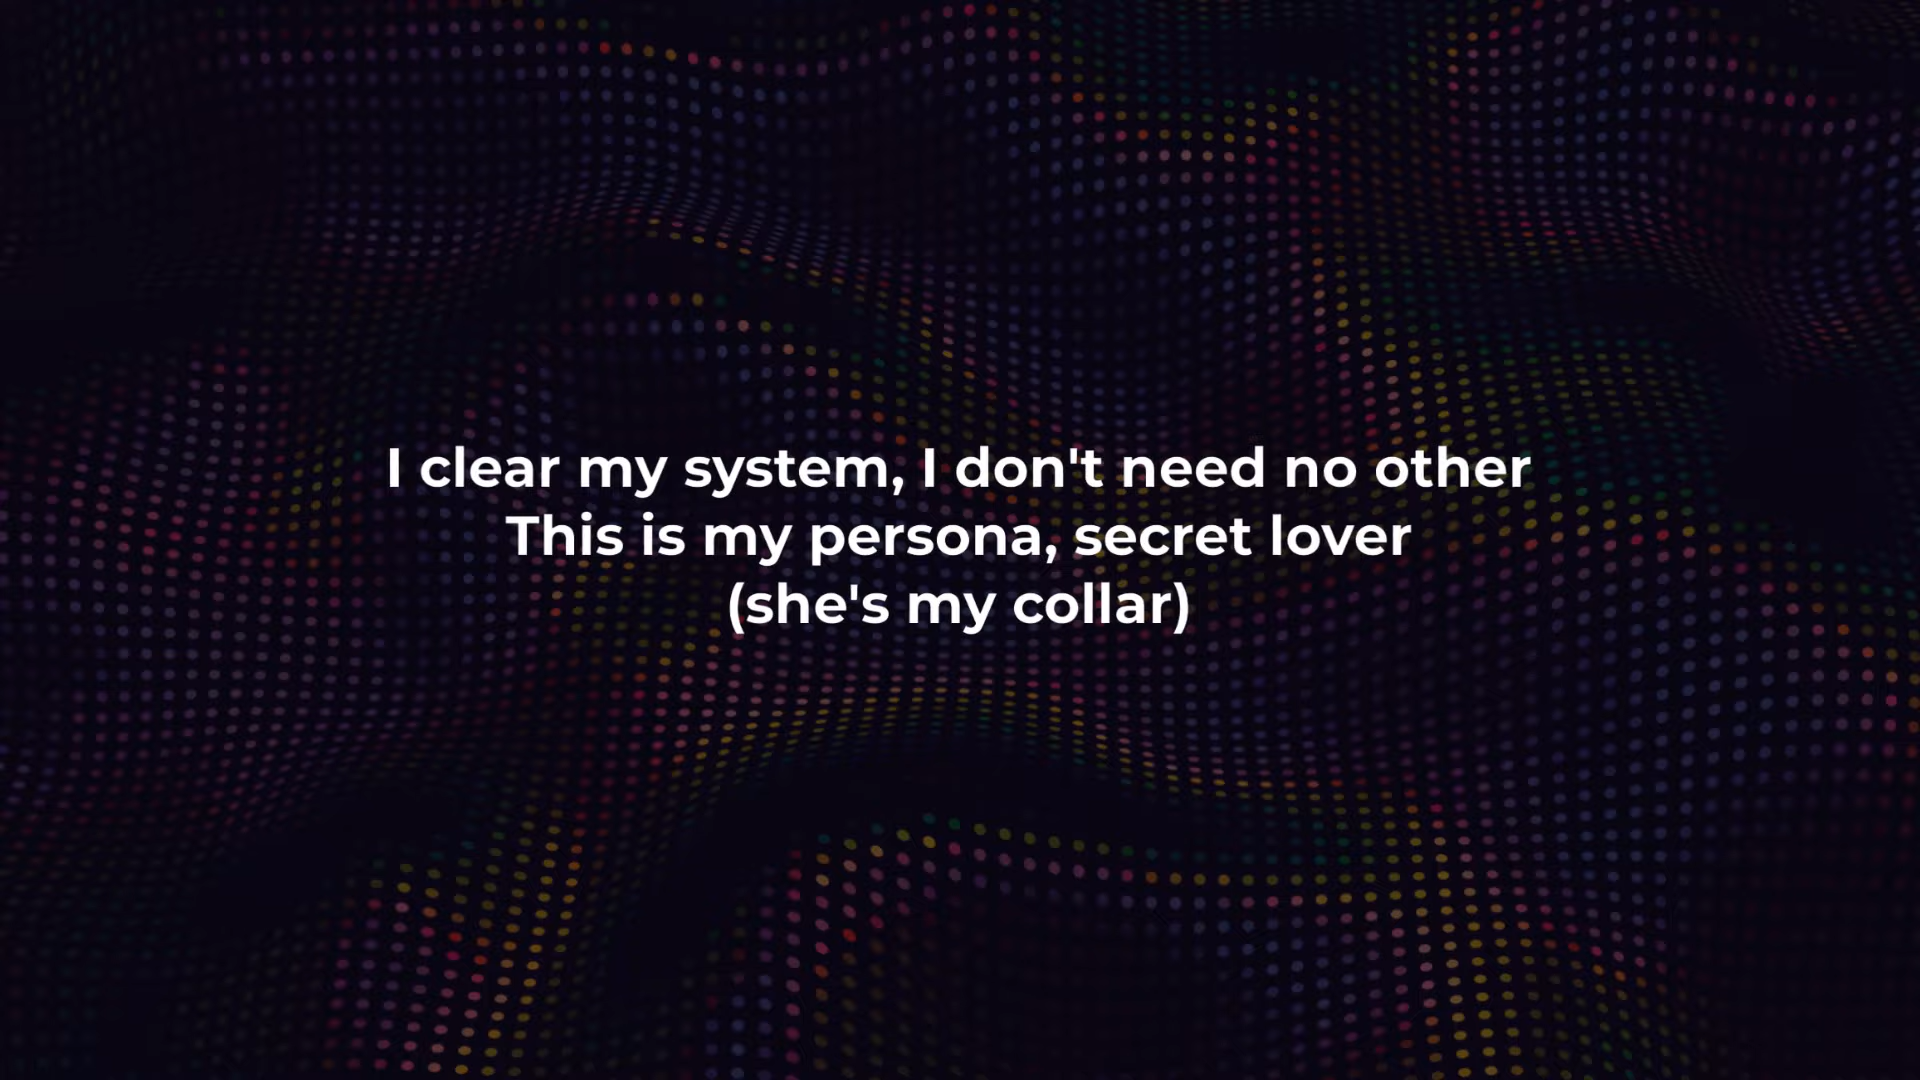 I clear my system, I don't need no other
This is my persona, secret lover
(she's my collar)